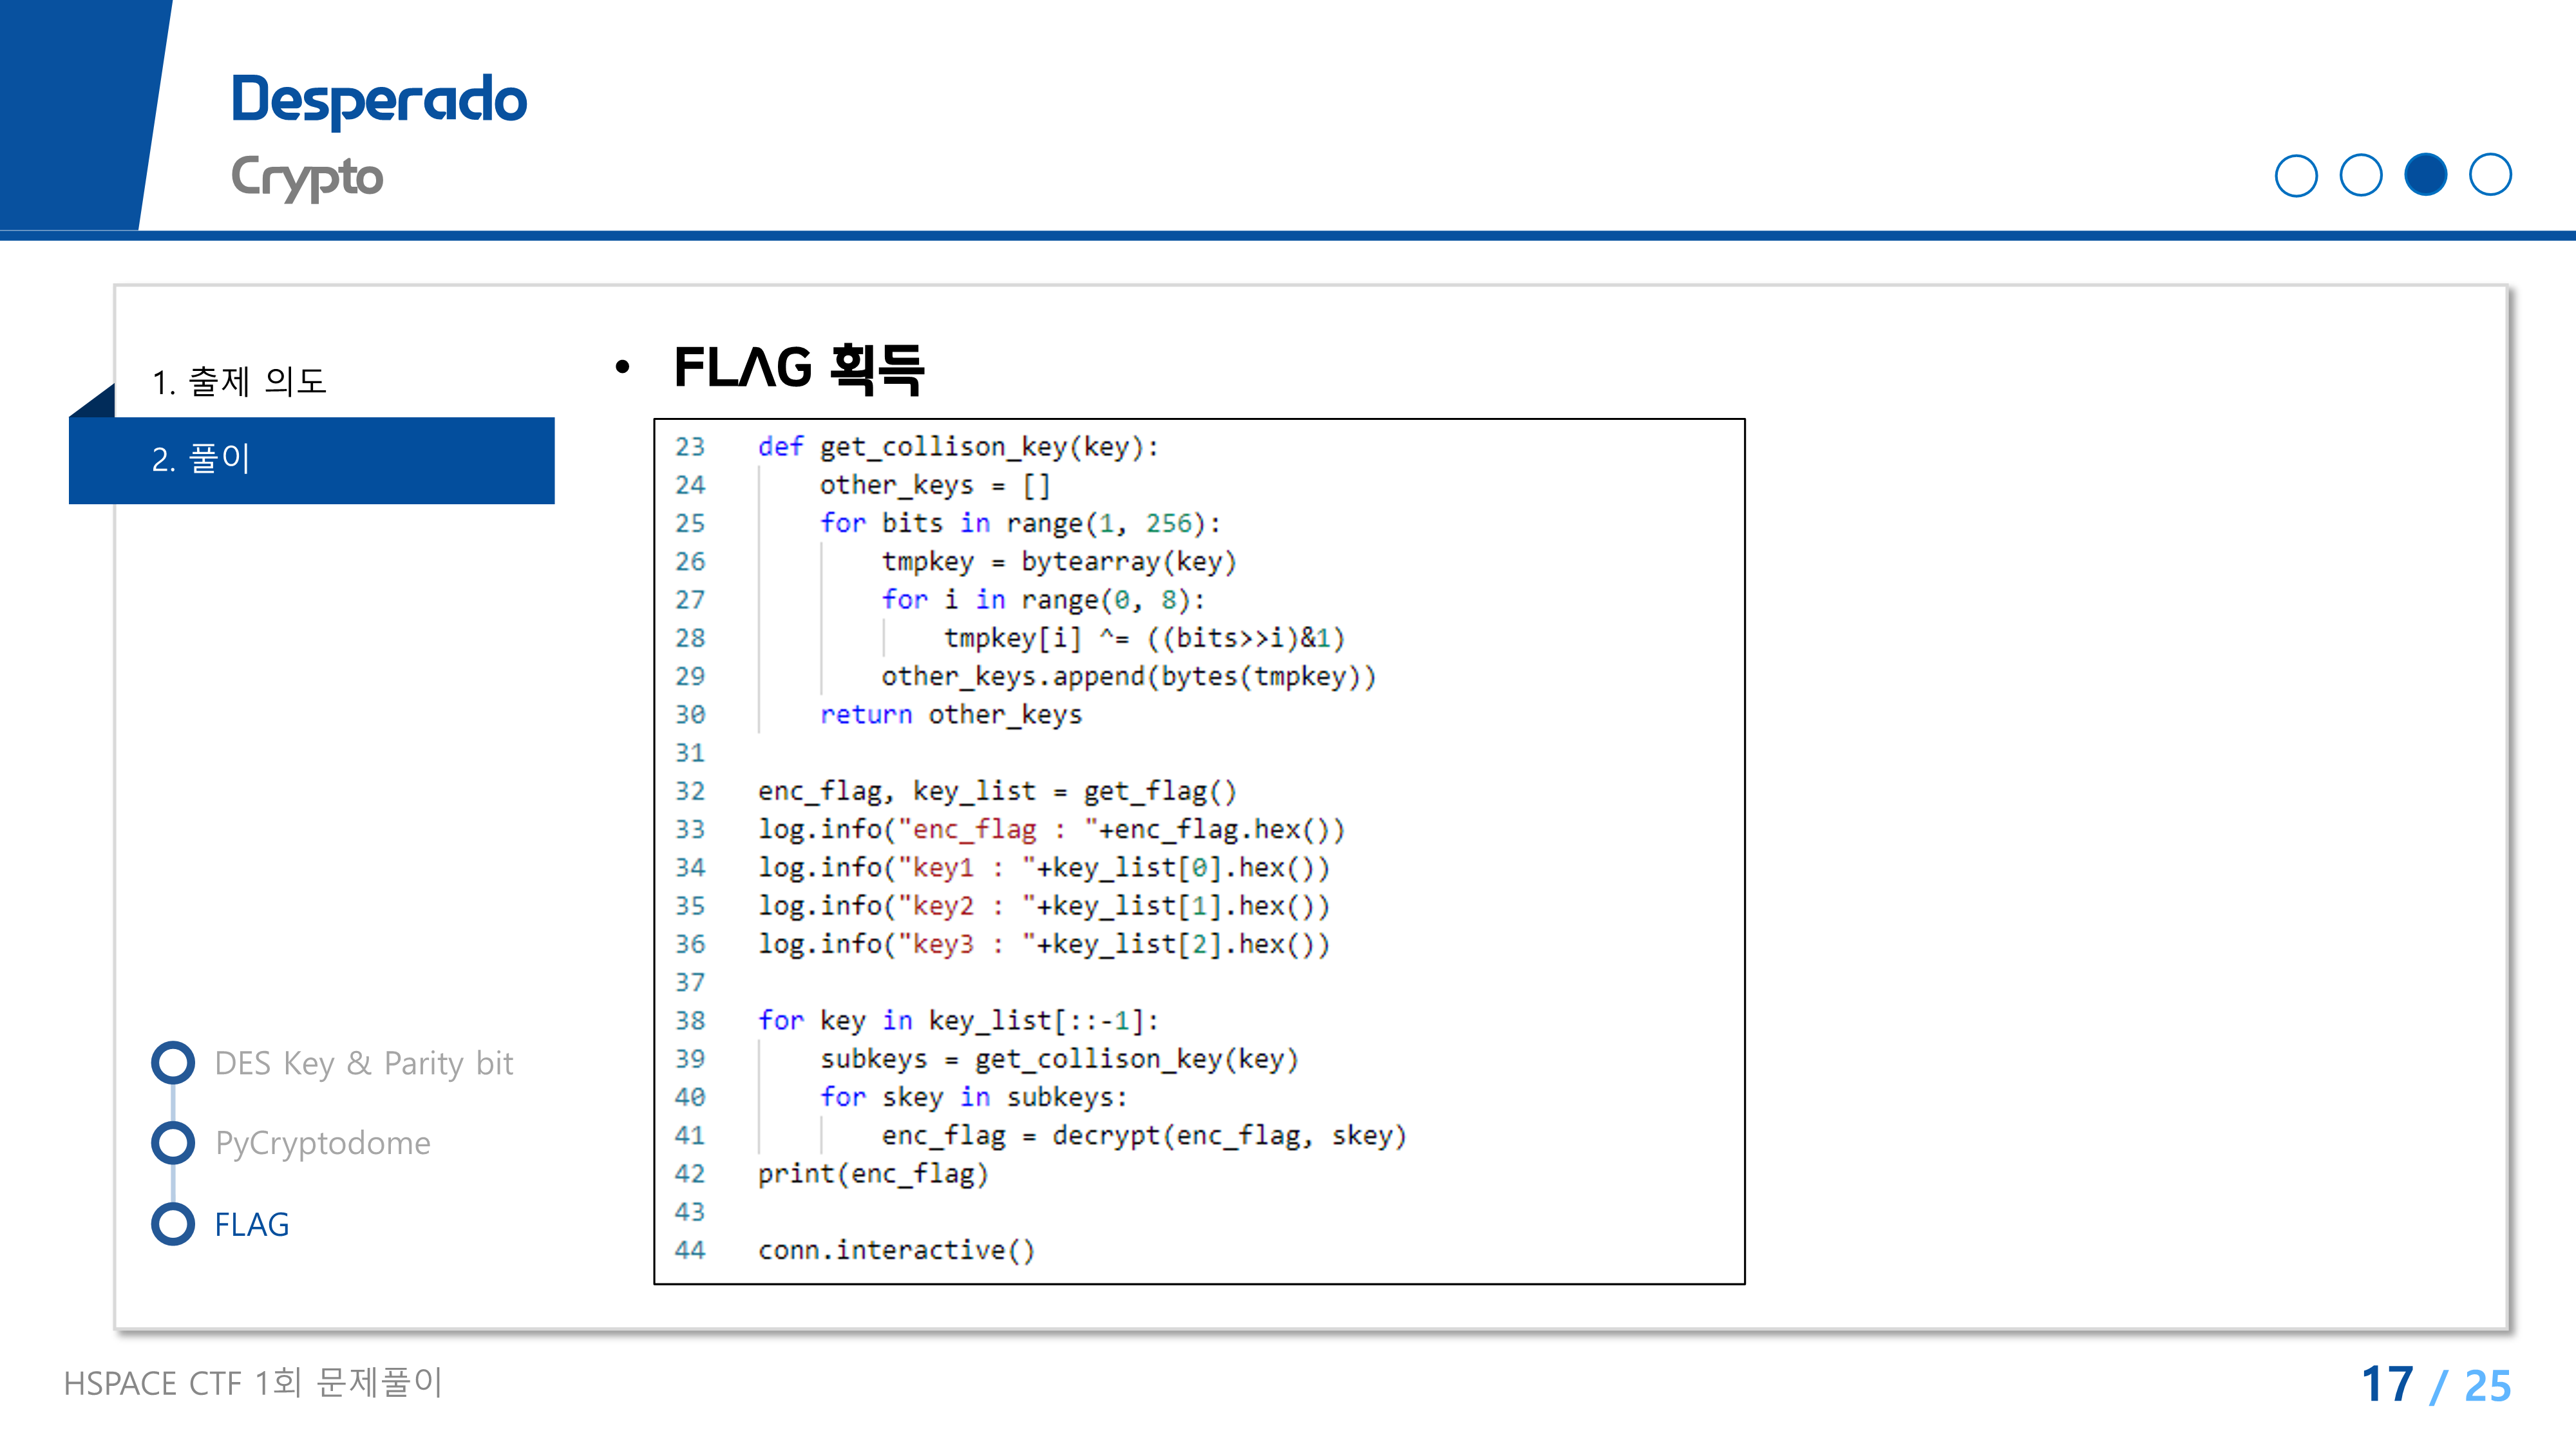 Desperado
Crypto
1. 출제 의도
2. 풀이
DES Key & Parity bit
PyCryptodome
FLAG
• FLAG 획득
23 def get_collison_key(key):
24     other_keys = []
25     for bits in range(1, 256):
26         tmpkey = bytearray(key)
27         for i in range(0, 8):
28             tmpkey[i] ^= ((bits>>i)&1)
29         other_keys.append(bytes(tmpkey))
30     return other_keys
31
32 enc_flag, key_list = get_flag()
33 log.info("enc_flag : "+enc_flag.hex())
34 log.info("key1 : "+key_list[0].hex())
35 log.info("key2 : "+key_list[1].hex())
36 log.info("key3 : "+key_list[2].hex())
37
38 for key in key_list[::-1]:
39     subkeys = get_collison_key(key)
40     for skey in subkeys:
41         enc_flag = decrypt(enc_flag, skey)
42 print(enc_flag)
43
44 conn.interactive()
HSPACE CTF 1회 문제풀이
17 / 25